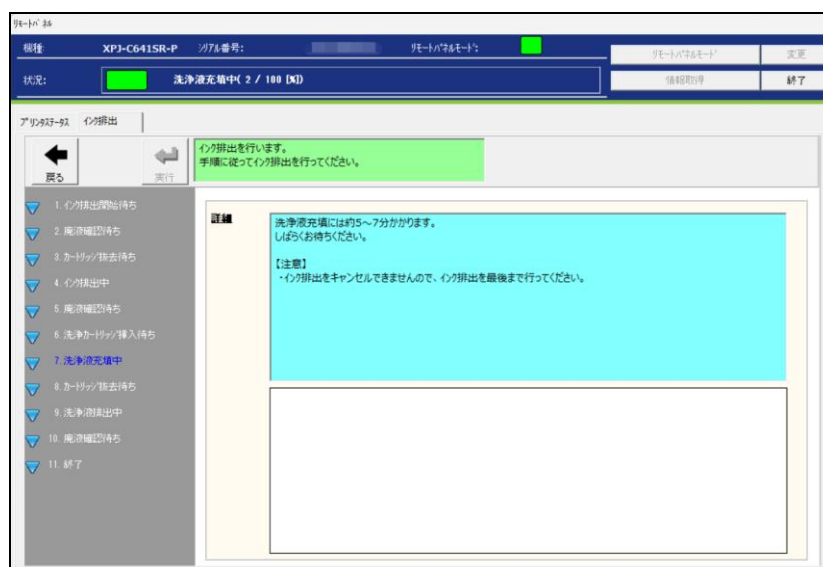 リモートパネル
機種: XPJ-C641SR-P シリアル番号: リモートパネルモード:
リモートパネルモード 変更
状況: 洗浄液充填中( 2 / 100 [%])
情報取得 終了
プリンタステータス インク排出
戻る 実行
インク排出を行います。
手順に従ってインク排出を行ってください。
1. インク排出開始待ち
2. 廃液確認待ち
3. カートリッジ抜去待ち
4. インク排出中
5. 廃液確認待ち
6. 洗浄カートリッジ挿入待ち
7. 洗浄液充填中
8. カートリッジ抜去待ち
9. 洗浄液排出中
10. 廃液確認待ち
11. 終了
詳細
洗浄液充填には約5~7分かかります。
しばらくお待ちください。
【注意】
・インク排出をキャンセルできませんので、インク排出を最後まで行ってください。